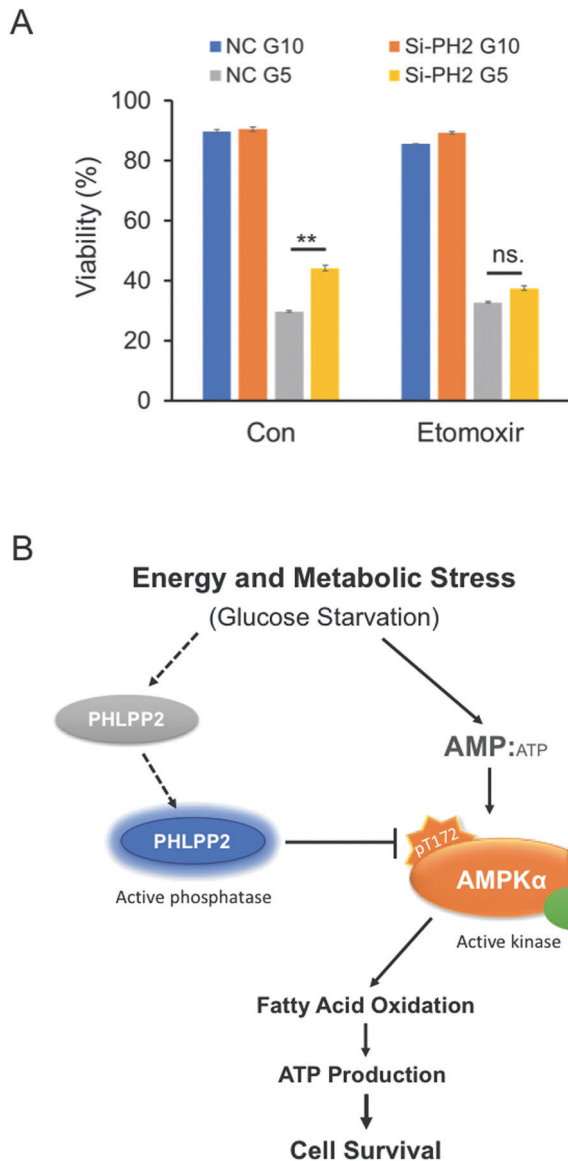 A
NC G10
Si-PH2 G10
NC G5
Si-PH2 G5
100
80
60
40
20
0
Viability (%)
**
ns.
Con
Etomoxir
B
Energy and Metabolic Stress
(Glucose Starvation)
PHLPP2
AMP:ATP
PHLPP2
pT172
AMPKα
Active phosphatase
Active kinase
Fatty Acid Oxidation
ATP Production
Cell Survival